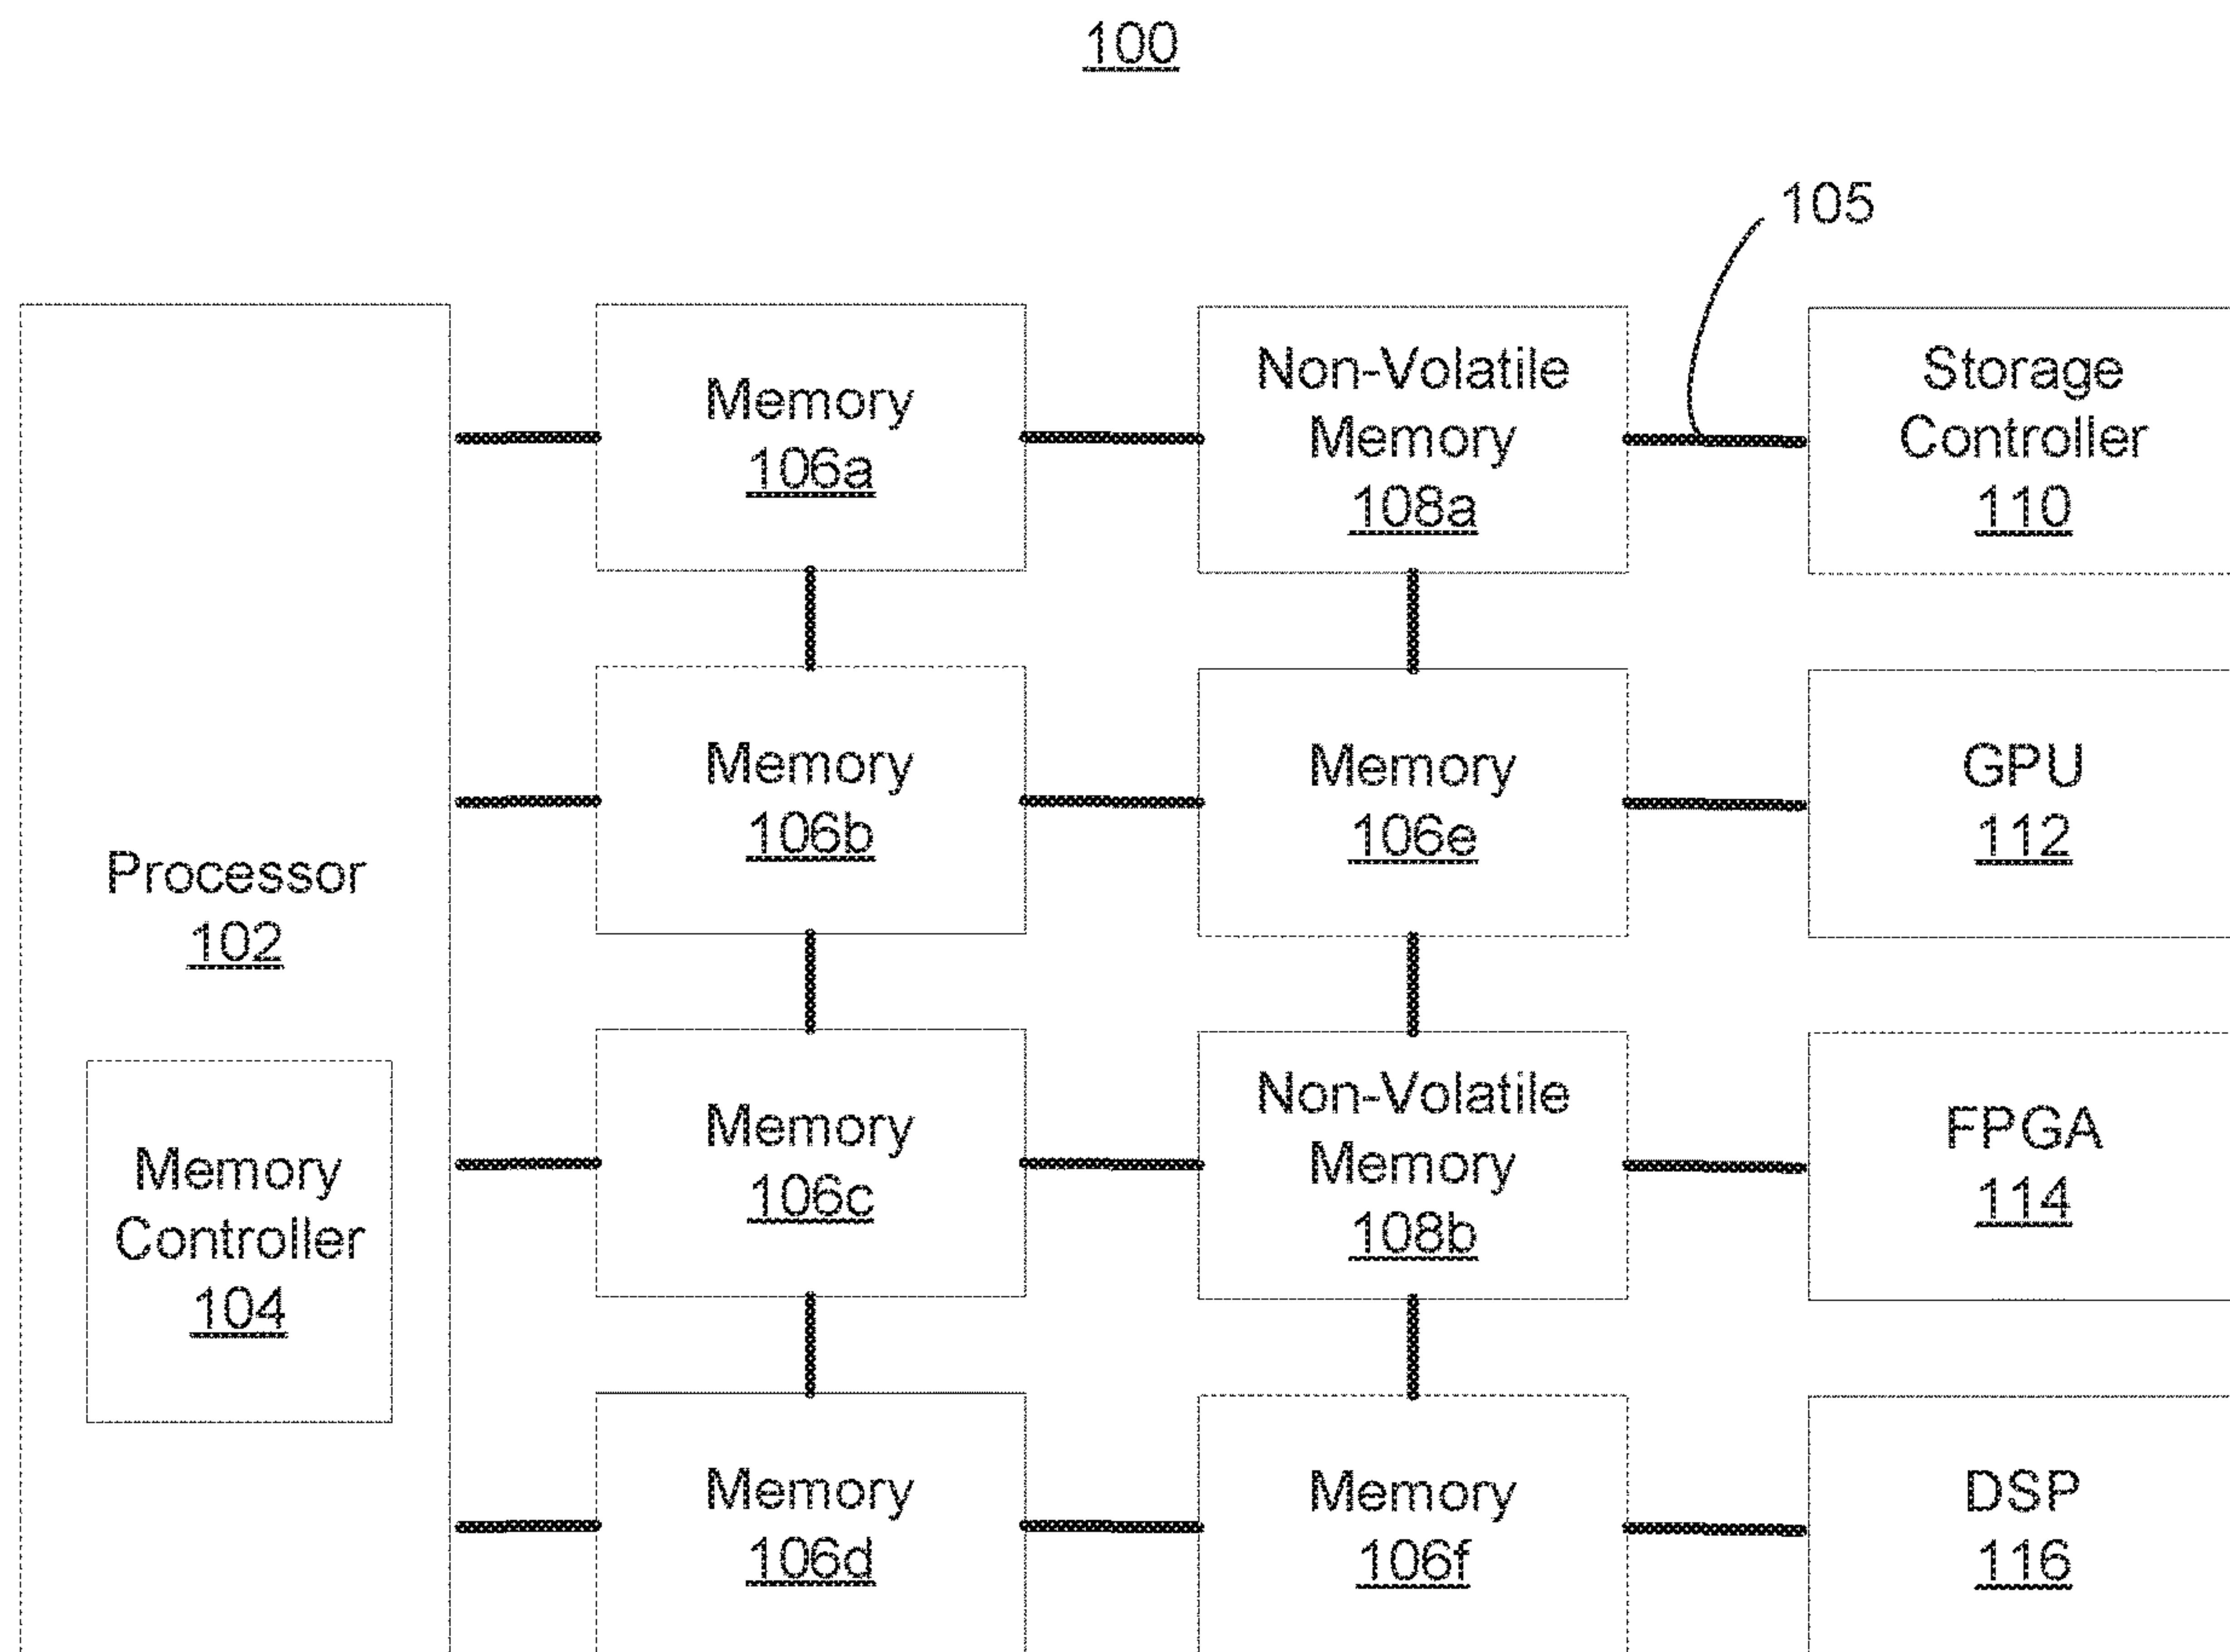 100
105
Memory
106a
Non-Volatile
Memory
108a
Storage
Controller
110
Memory
106b
Memory
106e
GPU
112
Processor
102
Memory
Controller
104
Memory
106c
Non-Volatile
Memory
108b
FPGA
114
Memory
106d
Memory
106f
DSP
116